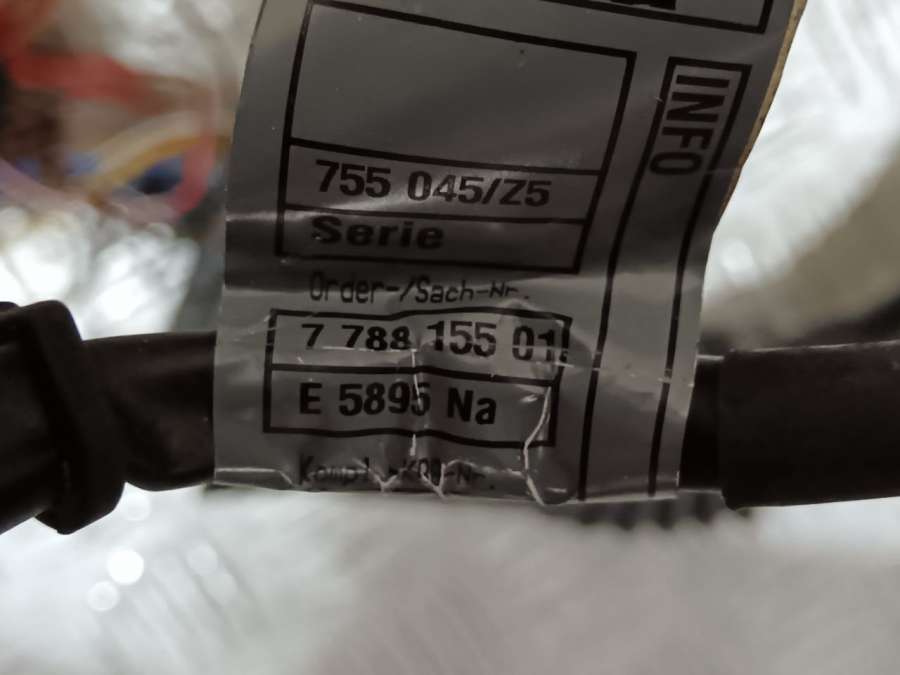 755 045/Z5
Serie
Order-/Sach-Nr.
7 788 155 01
E 5895 Na
INFO